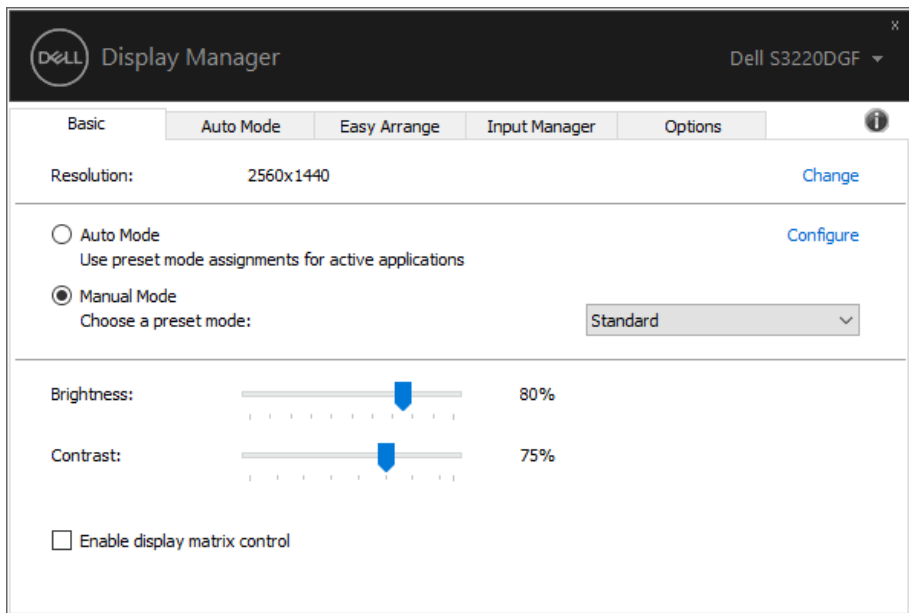 DELL Display Manager
x
Dell S3220DGF
Basic Auto Mode Easy Arrange Input Manager Options
Resolution: 2560x1440 Change
Auto Mode Configure
Use preset mode assignments for active applications
Manual Mode
Choose a preset mode: Standard
Brightness: 80%
Contrast: 75%
Enable display matrix control